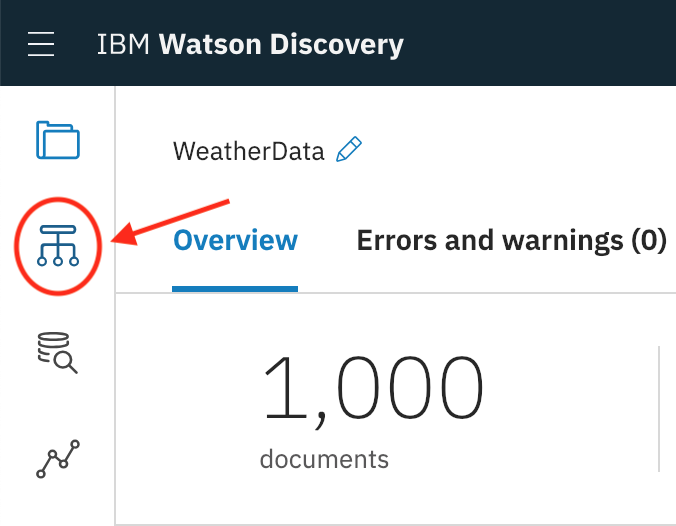 IBM Watson Discovery
WeatherData
Overview Errors and warnings (0)
1,000
documents